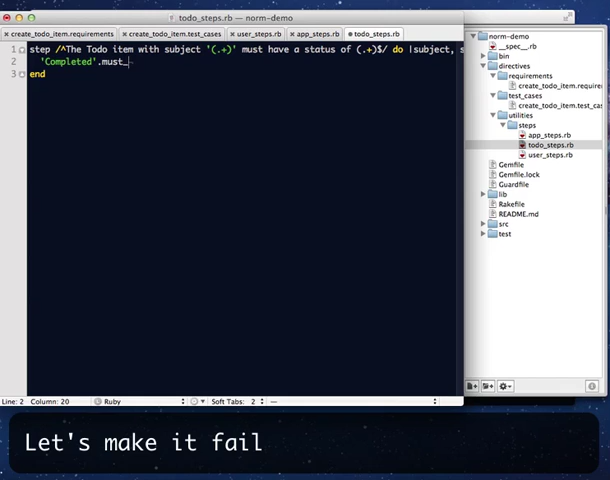 todo_steps.rb — norm-demo
create_todo_item.requirements
create_todo_item.test_cases
user_steps.rb
app_steps.rb
todo_steps.rb
1 step /^The Todo item with subject '(.+)' must have a status of (.+)$/ do |subject, s
2 'Completed'.must_
3 end
norm-demo
__spec__.rb
bin
directives
requirements
create_todo_item.require
test_cases
create_todo_item.test_ca
utilities
steps
app_steps.rb
todo_steps.rb
user_steps.rb
Gemfile
Gemfile.lock
Guardfile
lib
Rakefile
README.md
src
test
Line: 2 Column: 20 Ruby Soft Tabs: 2 —
Let's make it fail